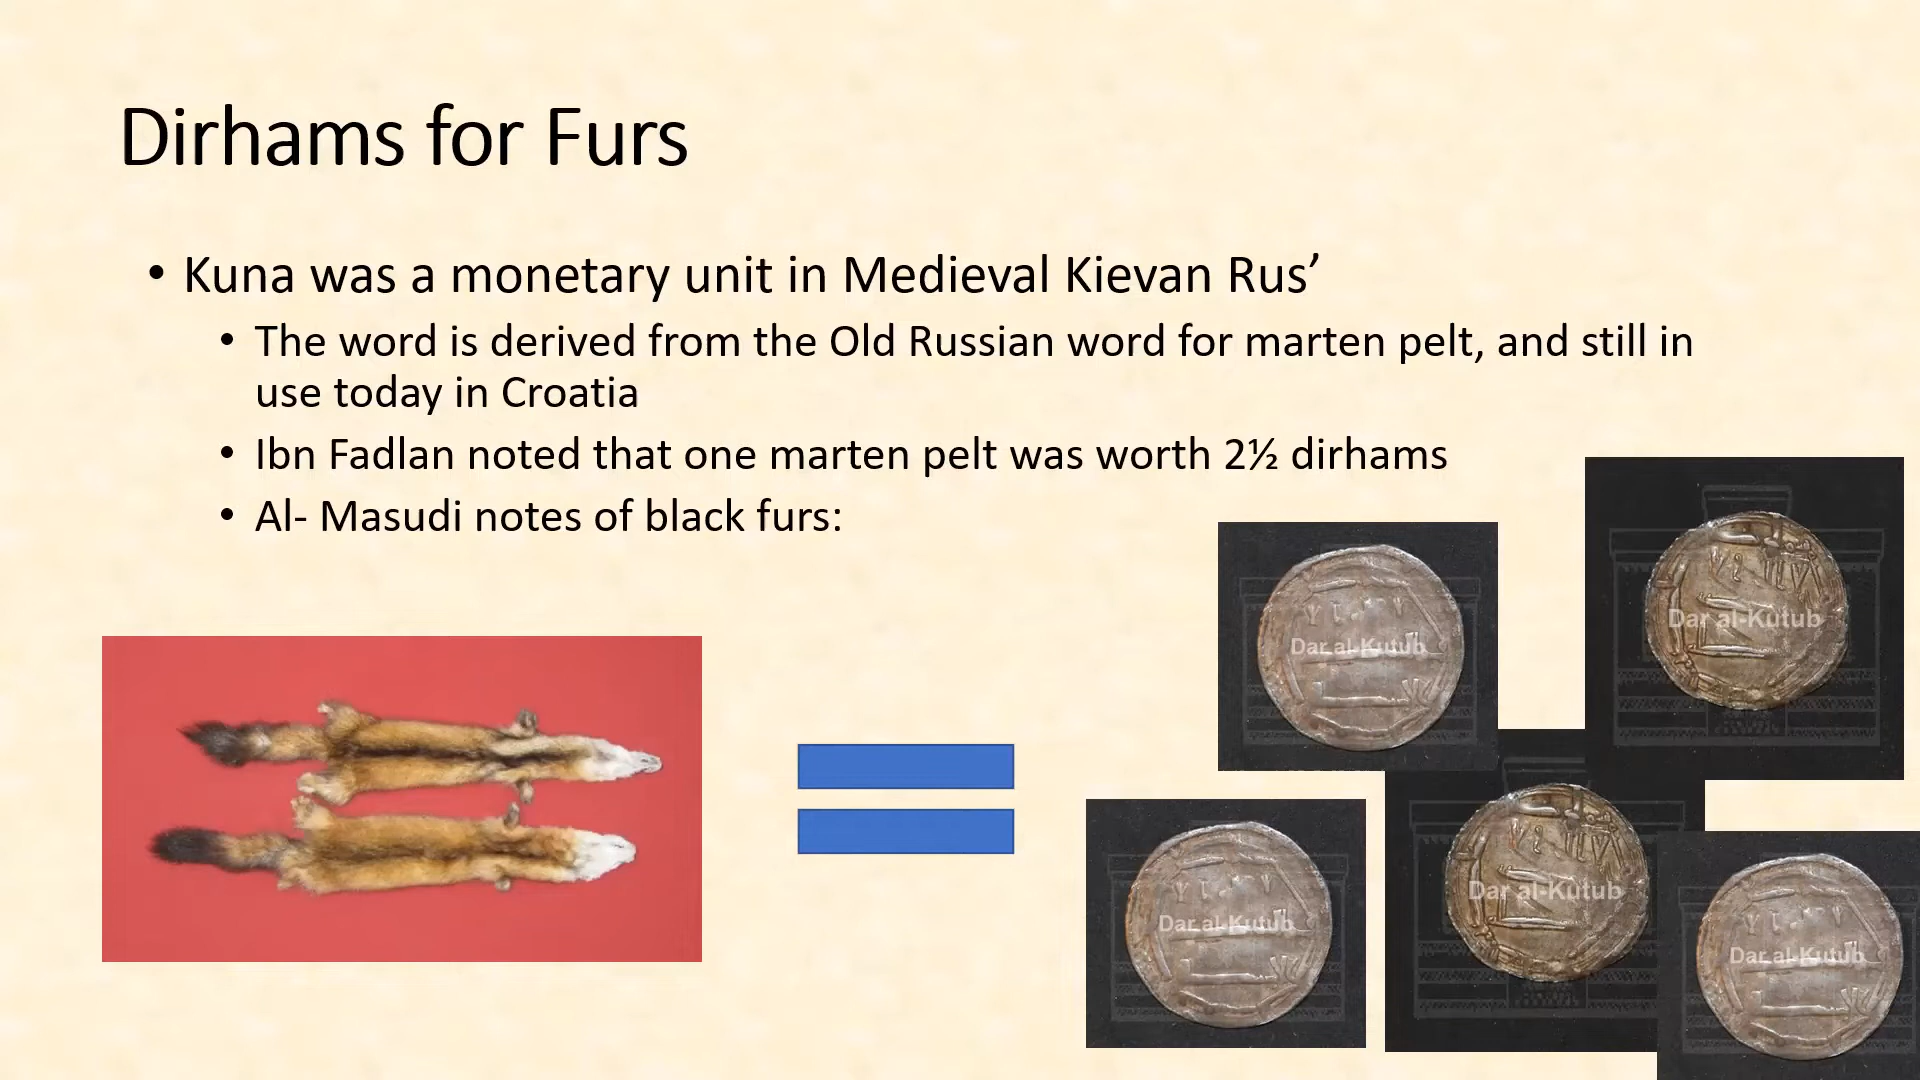 Dirhams for Furs
• Kuna was a monetary unit in Medieval Kievan Rus’
• The word is derived from the Old Russian word for marten pelt, and still in
use today in Croatia
• Ibn Fadlan noted that one marten pelt was worth 2½ dirhams
• Al- Masudi notes of black furs:
Dar al-Kutub
Dar al-Kutub
Dar al-Kutub
Dar al-Kutub
Dar al-Kutub